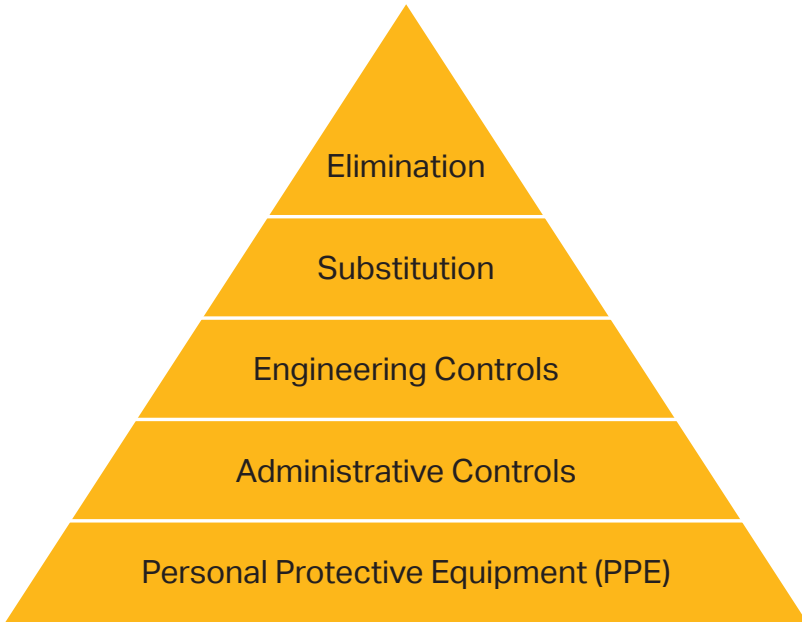 Elimination
Substitution
Engineering Controls
Administrative Controls
Personal Protective Equipment (PPE)